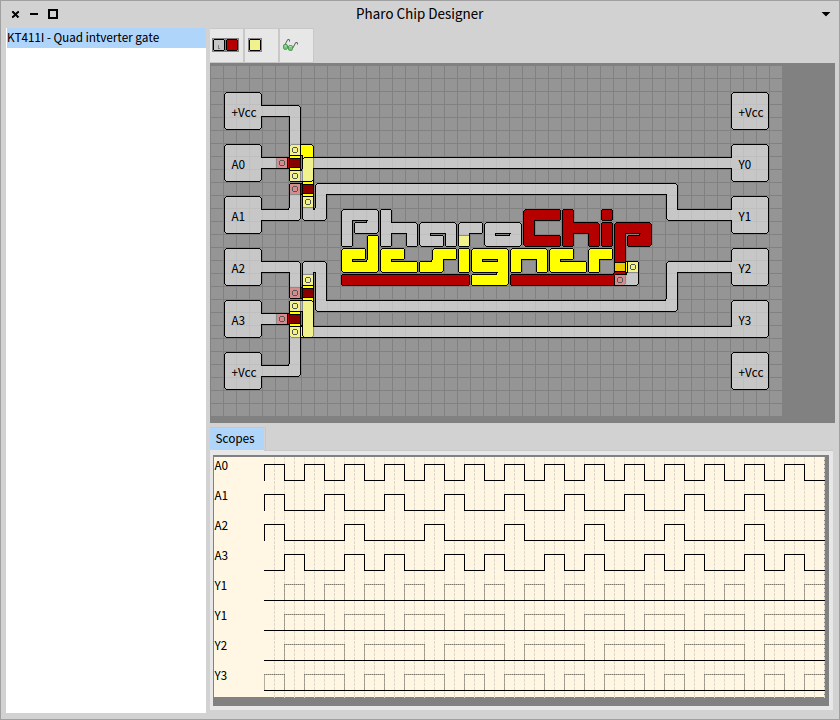 Pharo Chip Designer
KT411I - Quad intverter gate
+Vcc
+Vcc
A0
Y0
A1
Y1
A2
Y2
A3
Y3
+Vcc
+Vcc
PharoChip
designer
Scopes
A0
A1
A2
A3
Y1
Y1
Y2
Y3